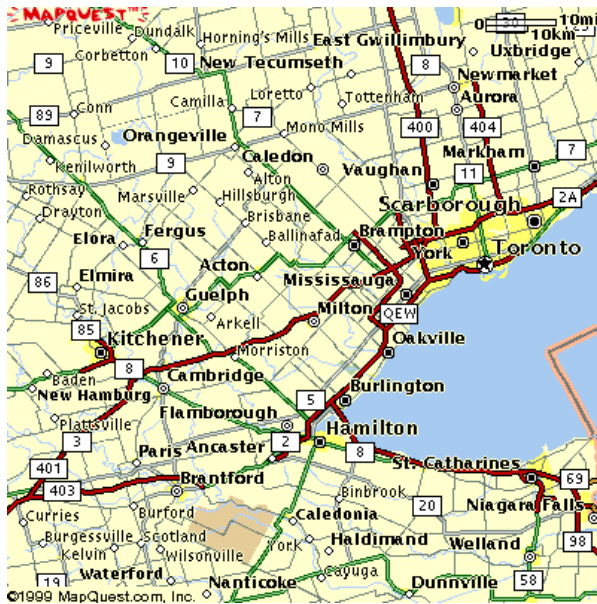 MAPQUEST™
Priceville
Dundalk
Horning's Mills
East Gwillimbury
30
0 10mi
10km
Corbetton
10
New Tecumseth
8
Uxbridge
9
Loretto
Newmarket
Conn
Camilla
7
Tottenham
Aurora
89
400
404
Damascus
Orangeville
Mono Mills
Markham
7
Kenilworth
9
Caledon
Vaughan
11
Rothsay
Marsville
Alton
2A
Hillsburgh
Scarborough
Drayton
Brisbane
Brampton
Elora
Fergus
Ballinafad
York
Toronto
6
Acton
Mississauga
86
Elmira
Guelph
Milton
St. Jacobs
Arkell
QEW
85
Kitchener
Oakville
8
Morriston
Baden
Cambridge
5
Burlington
New Hamburg
Flamborough
Plattsville
Hamilton
3
Ancaster
2
8
401
Paris
St. Catharines
69
403
Brantford
Binbrook
20
Niagara Falls
Curries
Burford
Caledonia
98
Burgessville
Scotland
York
Haldimand
Welland
Kelvin
Wilsonville
19
Waterford
Nanticoke
Cayuga
Dunnville
58
©1999 MapQuest.com, Inc.